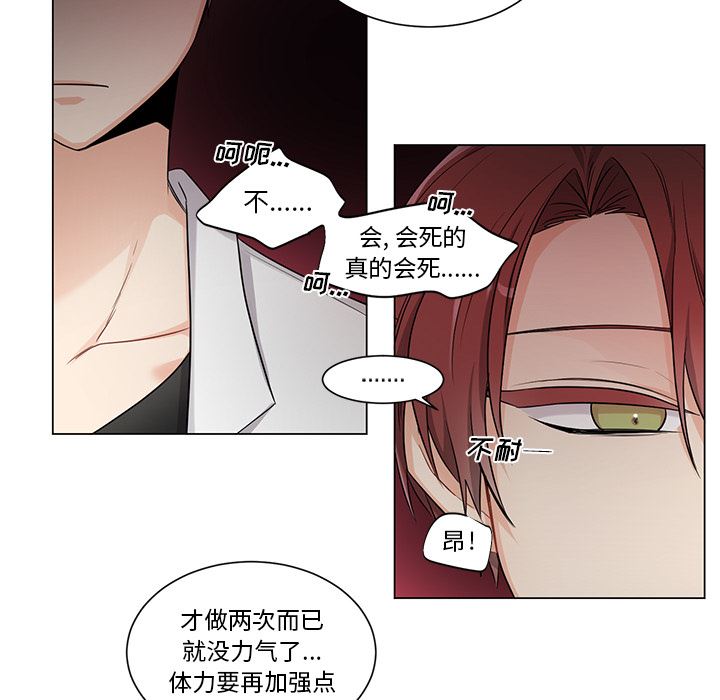 呵呃...
不......
呵...
会, 会死的
真的会死......
呵...
.......
不耐—
昂!
才做两次而已
就没力气了...
体力要再加强点